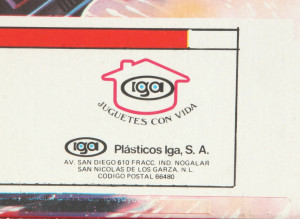 iga
JUGUETES CON VIDA
iga Plásticos Iga, S. A.
AV. SAN DIEGO 610 FRACC. IND. NOGALAR
SAN NICOLAS DE LOS GARZA, N.L.
CODIGO POSTAL 66480